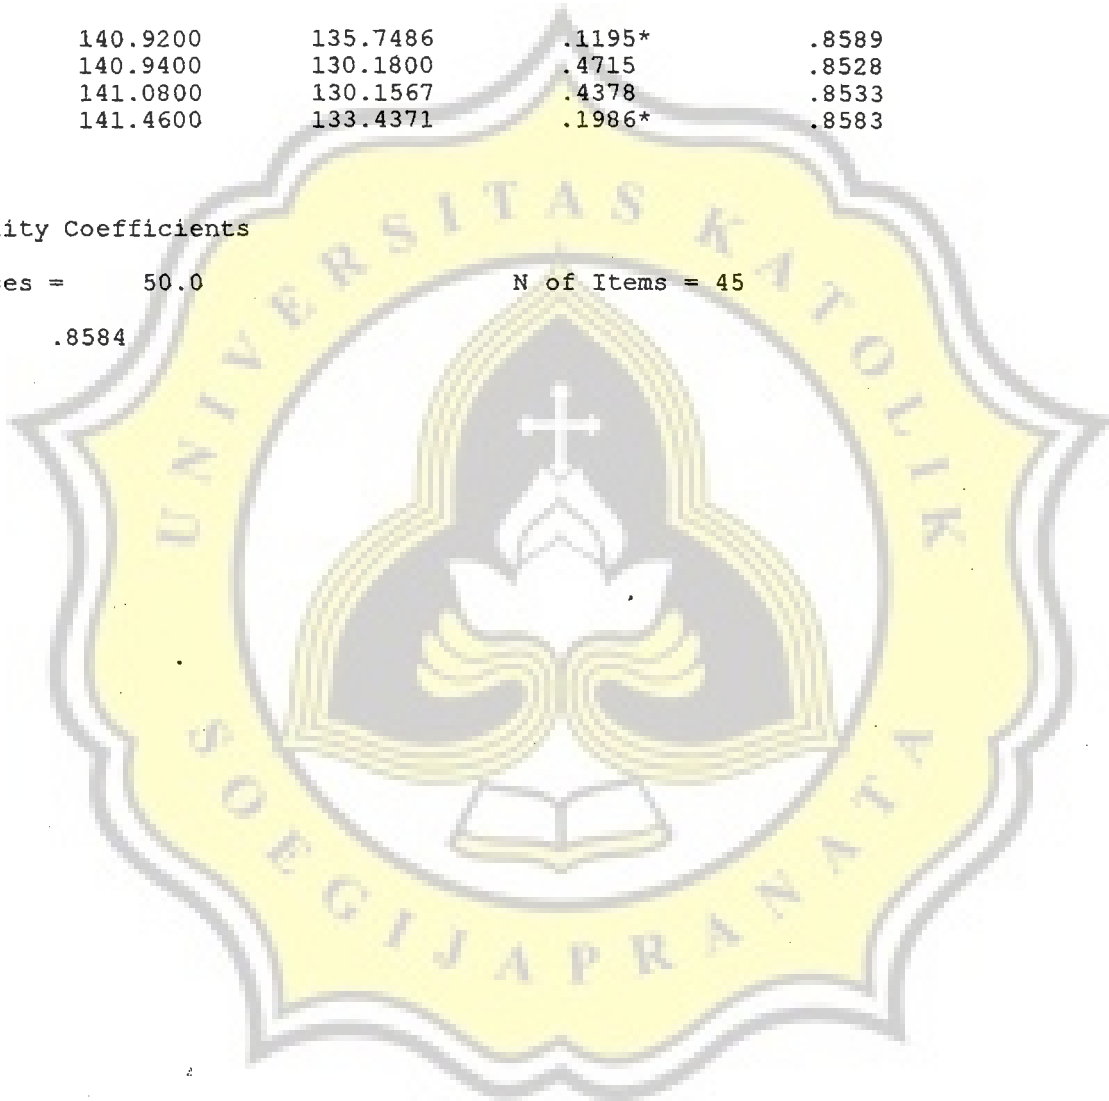 140.9200 135.7486 .1195* .8589
140.9400 130.1800 .4715 .8528
141.0800 130.1567 .4378 .8533
141.4600 133.4371 .1986* .8583
ity Coefficients
es = 50.0 N of Items = 45
.8584
UNIVERSITAS KATOLIK
SOEGIJAPRANATA